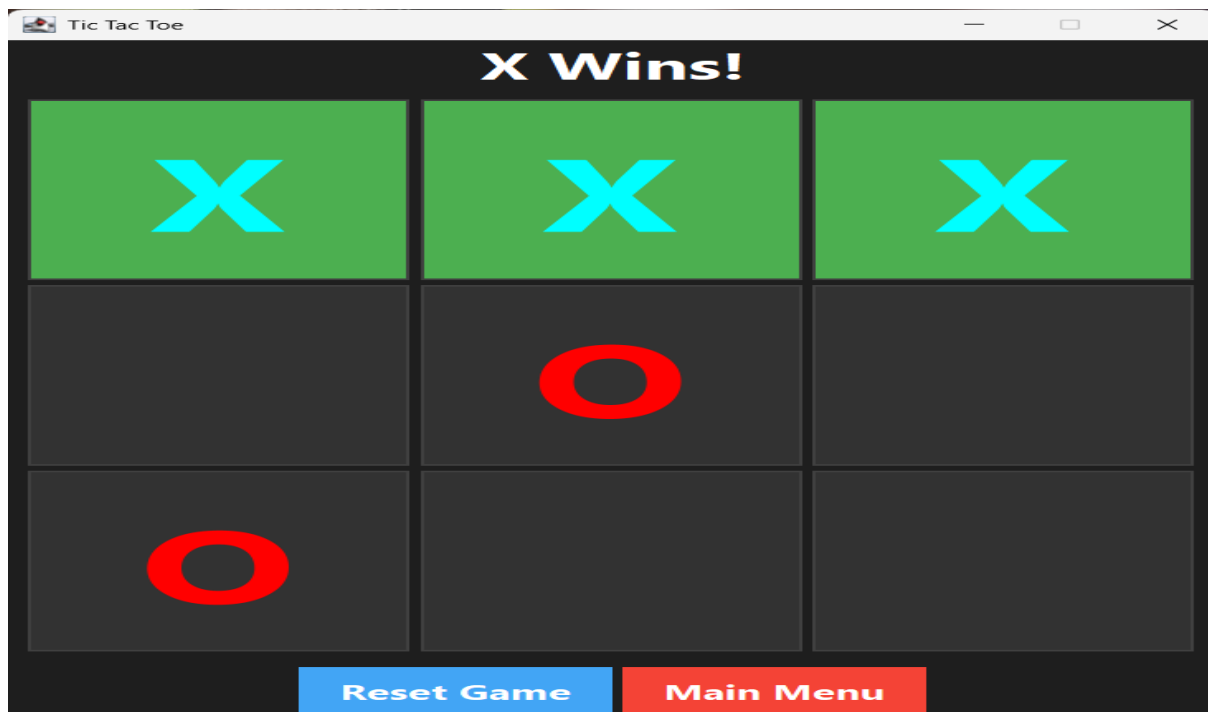 Tic Tac Toe
X Wins!
X X X
O
O
Reset Game Main Menu